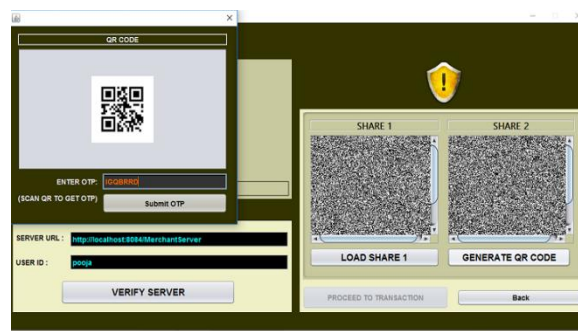 QR CODE
ENTER OTP: IGQBRRD
(SCAN QR TO GET OTP)
Submit OTP
SERVER URL : http://localhost:8084/MerchantServer
USER ID : pooja
VERIFY SERVER
SHARE 1
SHARE 2
LOAD SHARE 1
GENERATE QR CODE
PROCEED TO TRANSACTION
Back